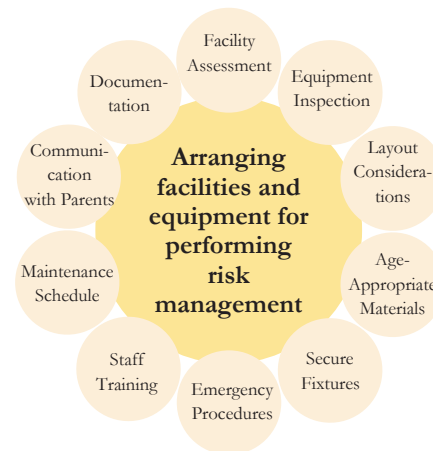 Facility
Assessment
Equipment
Inspection
Layout
Considera-
tions
Age-
Appropriate
Materials
Secure
Fixtures
Emergency
Procedures
Staff
Training
Maintenance
Schedule
Communi-
cation
with Parents
Documen-
tation
Arranging
facilities and
equipment for
performing
risk
management